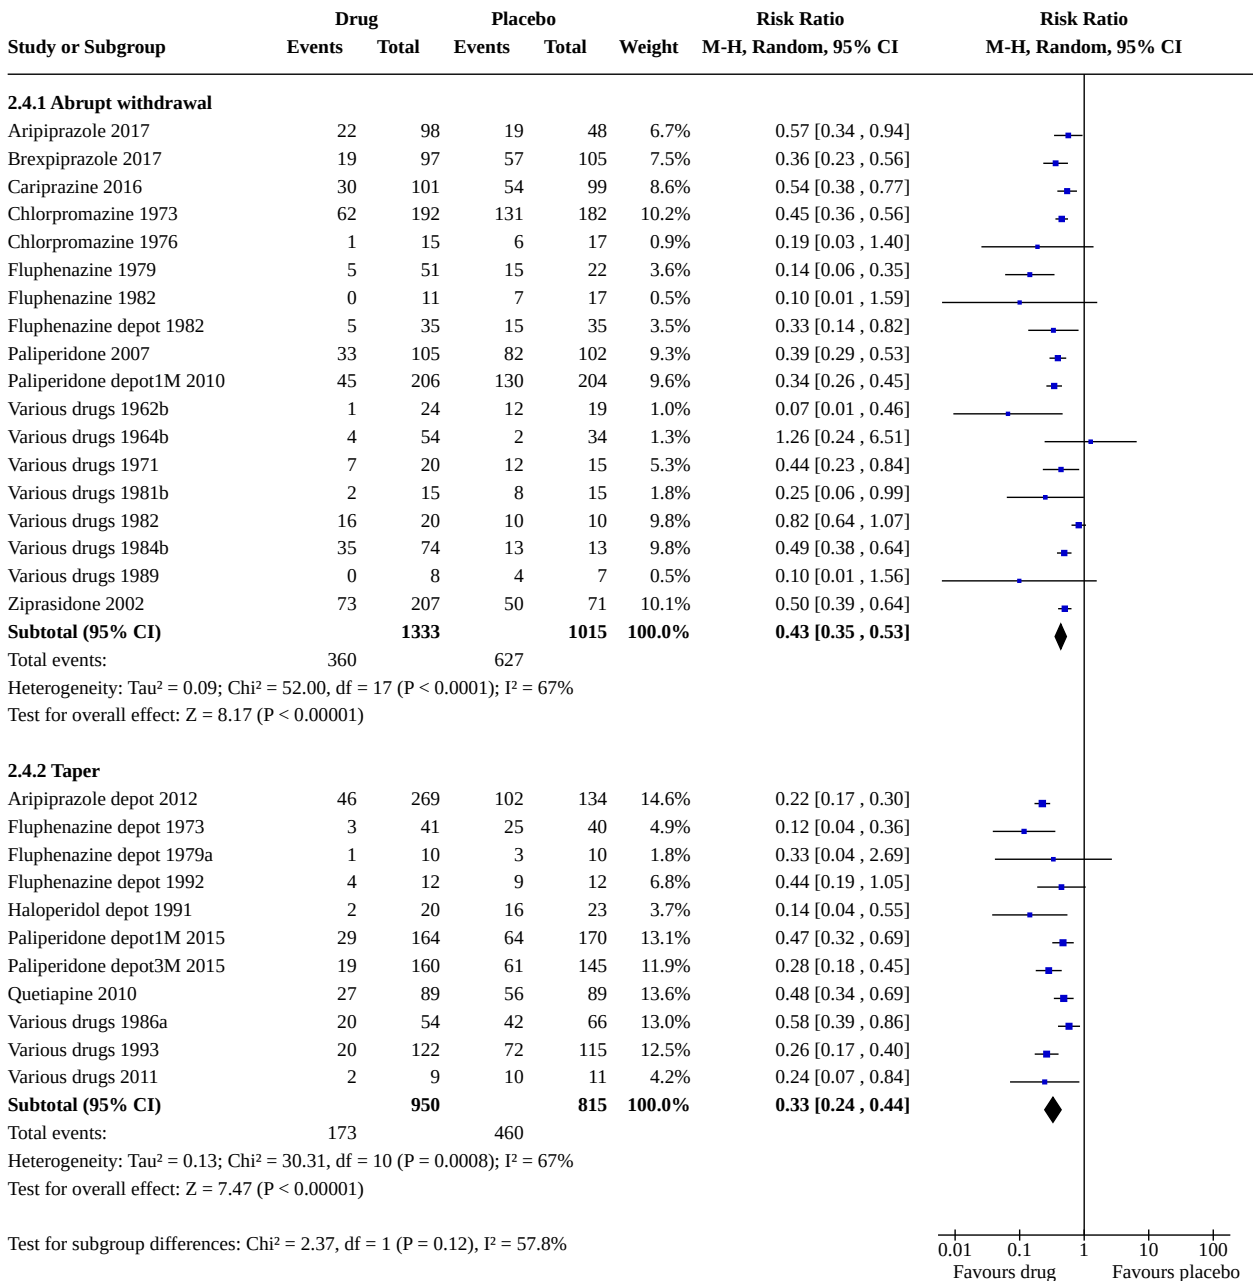 Drug Placebo Risk Ratio Risk Ratio
Study or Subgroup Events Total Events Total Weight M-H, Random, 95% CI M-H, Random, 95% CI
2.4.1 Abrupt withdrawal
Aripiprazole 2017 22 98 19 48 6.7% 0.57 [0.34 , 0.94]
Brexpiprazole 2017 19 97 57 105 7.5% 0.36 [0.23 , 0.56]
Cariprazine 2016 30 101 54 99 8.6% 0.54 [0.38 , 0.77]
Chlorpromazine 1973 62 192 131 182 10.2% 0.45 [0.36 , 0.56]
Chlorpromazine 1976 1 15 6 17 0.9% 0.19 [0.03 , 1.40]
Fluphenazine 1979 5 51 15 22 3.6% 0.14 [0.06 , 0.35]
Fluphenazine 1982 0 11 7 17 0.5% 0.10 [0.01 , 1.59]
Fluphenazine depot 1982 5 35 15 35 3.5% 0.33 [0.14 , 0.82]
Paliperidone 2007 33 105 82 102 9.3% 0.39 [0.29 , 0.53]
Paliperidone depot1M 2010 45 206 130 204 9.6% 0.34 [0.26 , 0.45]
Various drugs 1962b 1 24 12 19 1.0% 0.07 [0.01 , 0.46]
Various drugs 1964b 4 54 2 34 1.3% 1.26 [0.24 , 6.51]
Various drugs 1971 7 20 12 15 5.3% 0.44 [0.23 , 0.84]
Various drugs 1981b 2 15 8 15 1.8% 0.25 [0.06 , 0.99]
Various drugs 1982 16 20 10 10 9.8% 0.82 [0.64 , 1.07]
Various drugs 1984b 35 74 13 13 9.8% 0.49 [0.38 , 0.64]
Various drugs 1989 0 8 4 7 0.5% 0.10 [0.01 , 1.56]
Ziprasidone 2002 73 207 50 71 10.1% 0.50 [0.39 , 0.64]
Subtotal (95% CI) 1333 1015 100.0% 0.43 [0.35 , 0.53]
Total events: 360 627
Heterogeneity: Tau² = 0.09; Chi² = 52.00, df = 17 (P < 0.0001); I² = 67%
Test for overall effect: Z = 8.17 (P < 0.00001)
2.4.2 Taper
Aripiprazole depot 2012 46 269 102 134 14.6% 0.22 [0.17 , 0.30]
Fluphenazine depot 1973 3 41 25 40 4.9% 0.12 [0.04 , 0.36]
Fluphenazine depot 1979a 1 10 3 10 1.8% 0.33 [0.04 , 2.69]
Fluphenazine depot 1992 4 12 9 12 6.8% 0.44 [0.19 , 1.05]
Haloperidol depot 1991 2 20 16 23 3.7% 0.14 [0.04 , 0.55]
Paliperidone depot1M 2015 29 164 64 170 13.1% 0.47 [0.32 , 0.69]
Paliperidone depot3M 2015 19 160 61 145 11.9% 0.28 [0.18 , 0.45]
Quetiapine 2010 27 89 56 89 13.6% 0.48 [0.34 , 0.69]
Various drugs 1986a 20 54 42 66 13.0% 0.58 [0.39 , 0.86]
Various drugs 1993 20 122 72 115 12.5% 0.26 [0.17 , 0.40]
Various drugs 2011 2 9 10 11 4.2% 0.24 [0.07 , 0.84]
Subtotal (95% CI) 950 815 100.0% 0.33 [0.24 , 0.44]
Total events: 173 460
Heterogeneity: Tau² = 0.13; Chi² = 30.31, df = 10 (P = 0.0008); I² = 67%
Test for overall effect: Z = 7.47 (P < 0.00001)
Test for subgroup differences: Chi² = 2.37, df = 1 (P = 0.12), I² = 57.8%
0.01 0.1 1 10 100
Favours drug Favours placebo